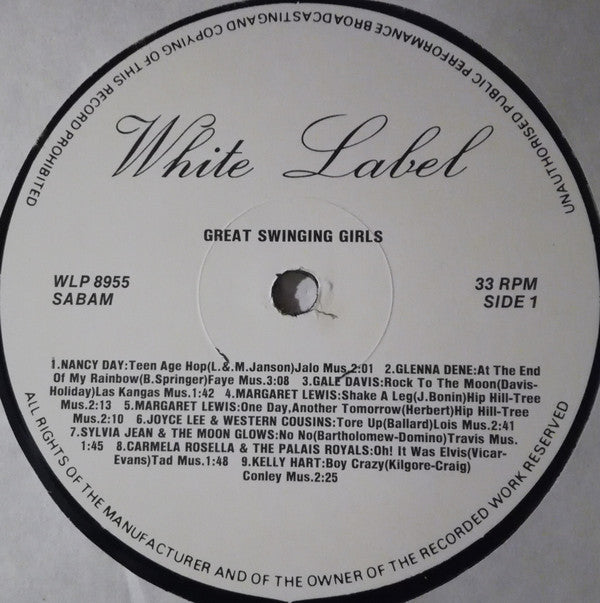 UNAUTHORISED PUBLIC PERFORMANCE BROADCASTING AND COPYING OF THIS RECORD PROHIBITED
White Label
GREAT SWINGING GIRLS
WLP 8955
SABAM
33 RPM
SIDE 1
1.NANCY DAY:Teen Age Hop(L.&.M.Janson)Jalo Mus.2:01 2.GLENNA DENE:At The End
Of My Rainbow(B.Springer)Faye Mus.3:08 3.GALE DAVIS:Rock To The Moon(Davis-
Holiday)Las Kangas Mus.1:42 4.MARGARET LEWIS:Shake A Leg(J.Bonin)Hip Hill-Tree
Mus.2:13 5.MARGARET LEWIS:One Day,Another Tomorrow(Herbert)Hip Hill-Tree
Mus.2:10 6.JOYCE LEE & WESTERN COUSINS:Tore Up(Ballard)Lois Mus.2:41
7.SYLVIA JEAN & THE MOON GLOWS:No No(Bartholomew-Domino)Travis Mus.
1:45 8.CARMELA ROSELLA & THE PALAIS ROYALS:Oh! It Was Elvis(Vicar-
Evans)Tad Mus.1:48 9.KELLY HART:Boy Crazy(Kilgore-Craig)
Conley Mus.2:25
ALL RIGHTS OF THE MANUFACTURER AND OF THE OWNER OF THE RECORDED WORK RESERVED